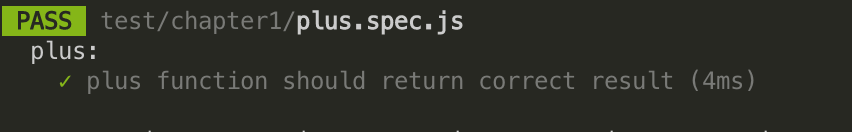 PASS test/chapter1/plus.spec.js
plus:
✓ plus function should return correct result (4ms)